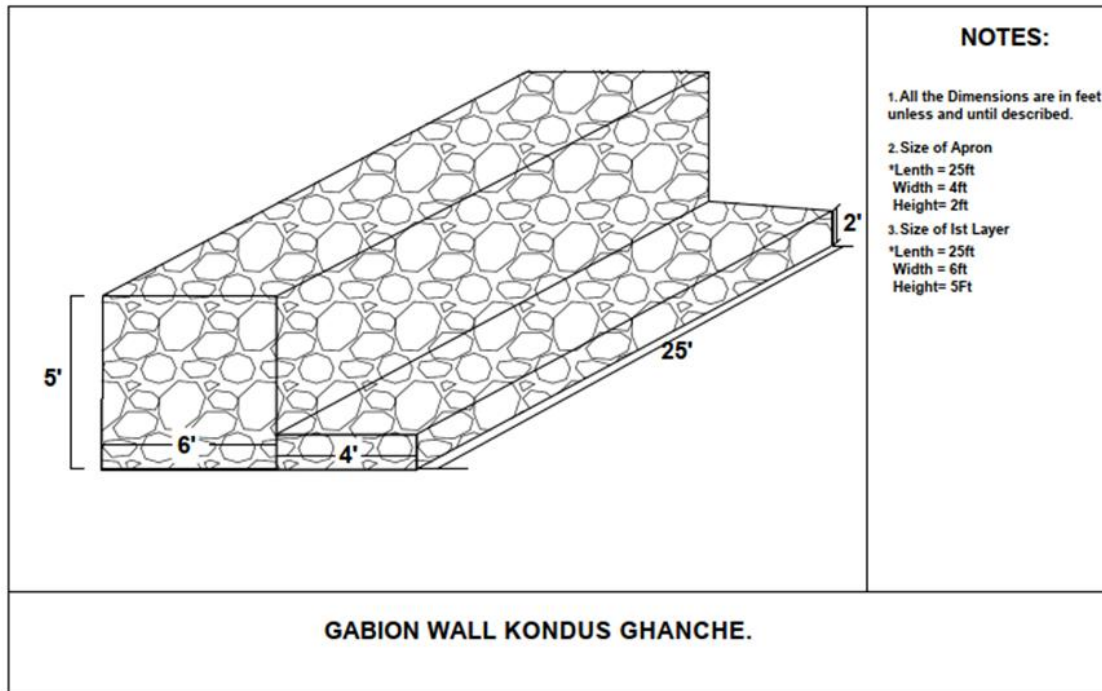 NOTES:
1. All the Dimensions are in feet
unless and until described.
2. Size of Apron
*Lenth = 25ft
Width = 4ft
Height= 2ft
3. Size of Ist Layer
*Lenth = 25ft
Width = 6ft
Height= 5Ft
2'
25'
5'
6'
4'
GABION WALL KONDUS GHANCHE.